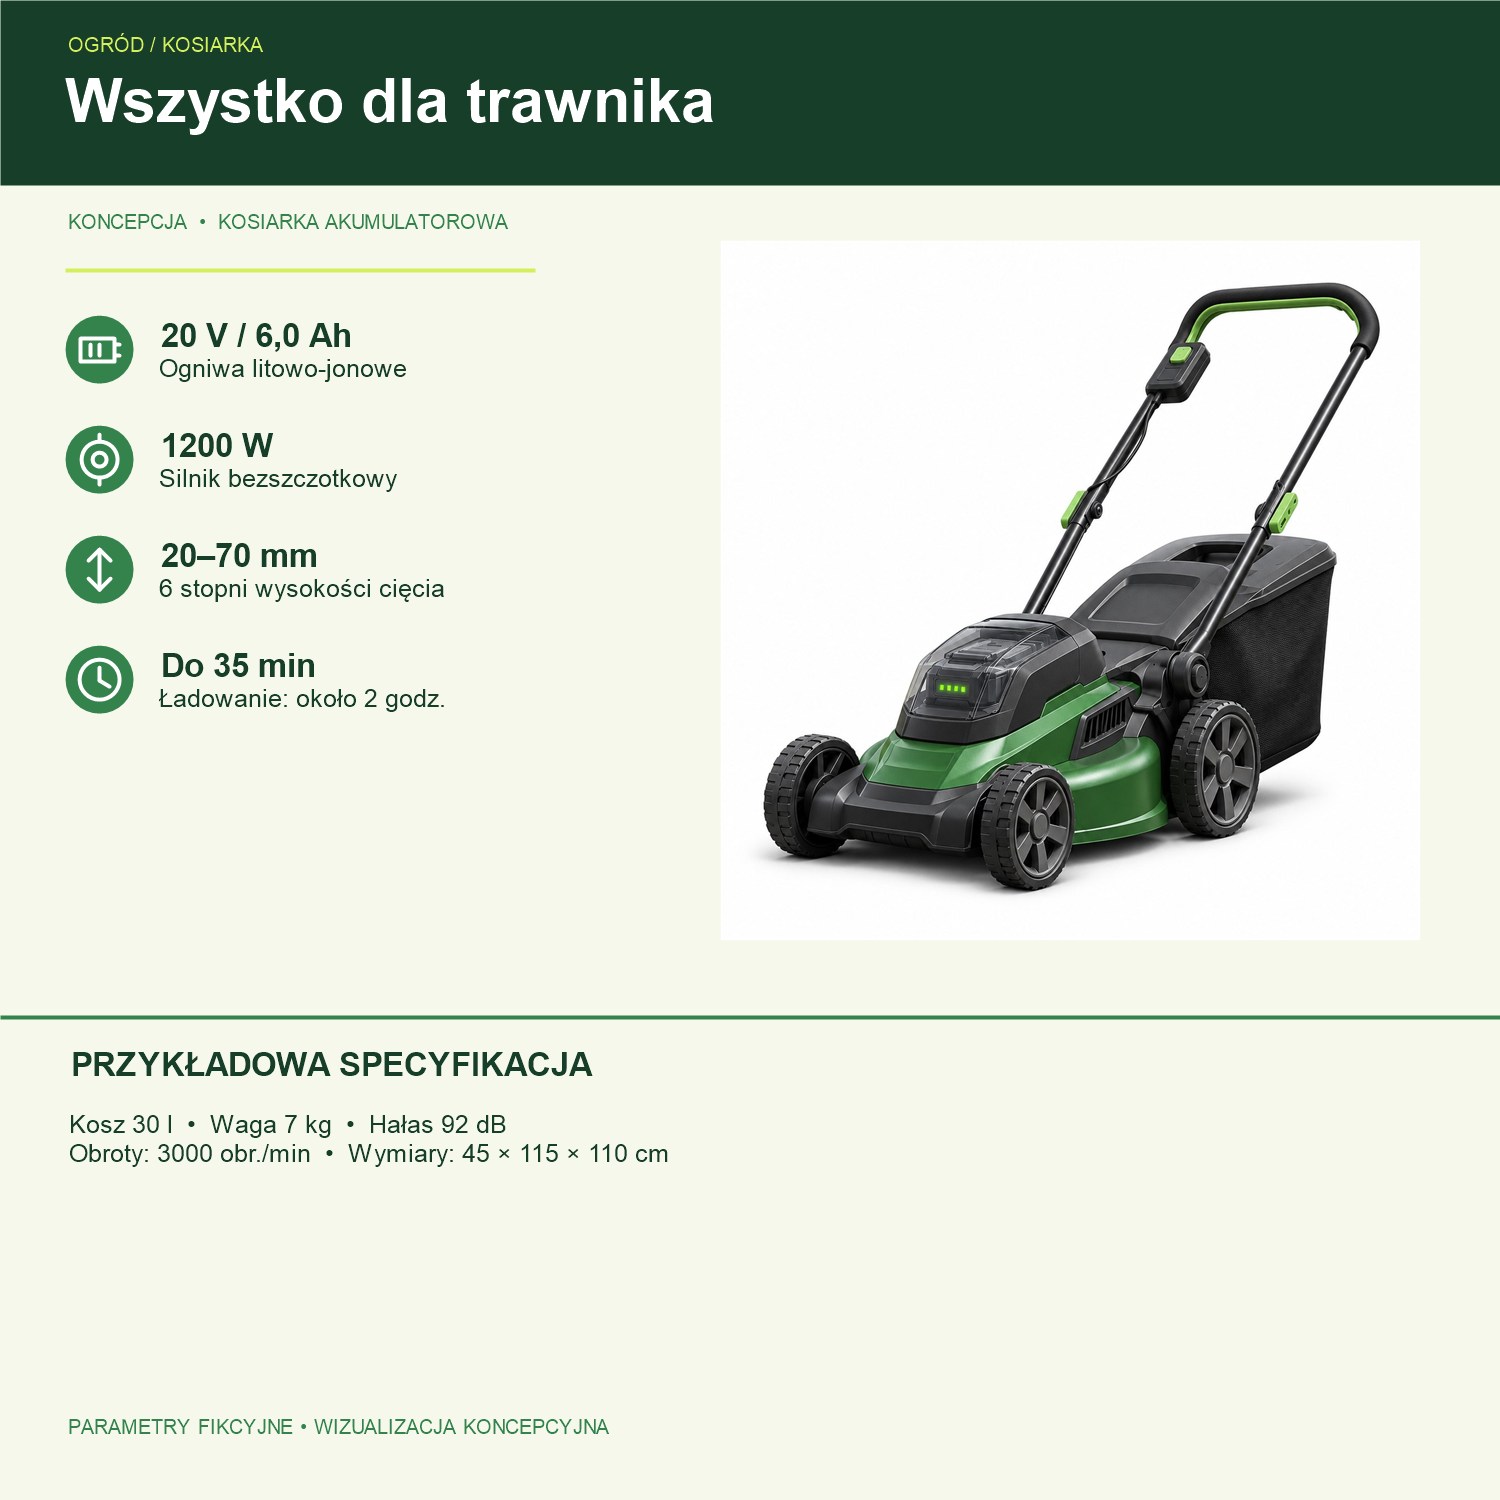 OGRÓD / KOSIARKA
Wszystko dla trawnika
KONCEPCJA • KOSIARKA AKUMULATOROWA
20 V / 6,0 Ah
Ogniwa litowo-jonowe
1200 W
Silnik bezszczotkowy
20–70 mm
6 stopni wysokości cięcia
Do 35 min
Ładowanie: około 2 godz.
PRZYKŁADOWA SPECYFIKACJA
Kosz 30 l • Waga 7 kg • Hałas 92 dB
Obroty: 3000 obr./min • Wymiary: 45 × 115 × 110 cm
PARAMETRY FIKCYJNE • WIZUALIZACJA KONCEPCYJNA